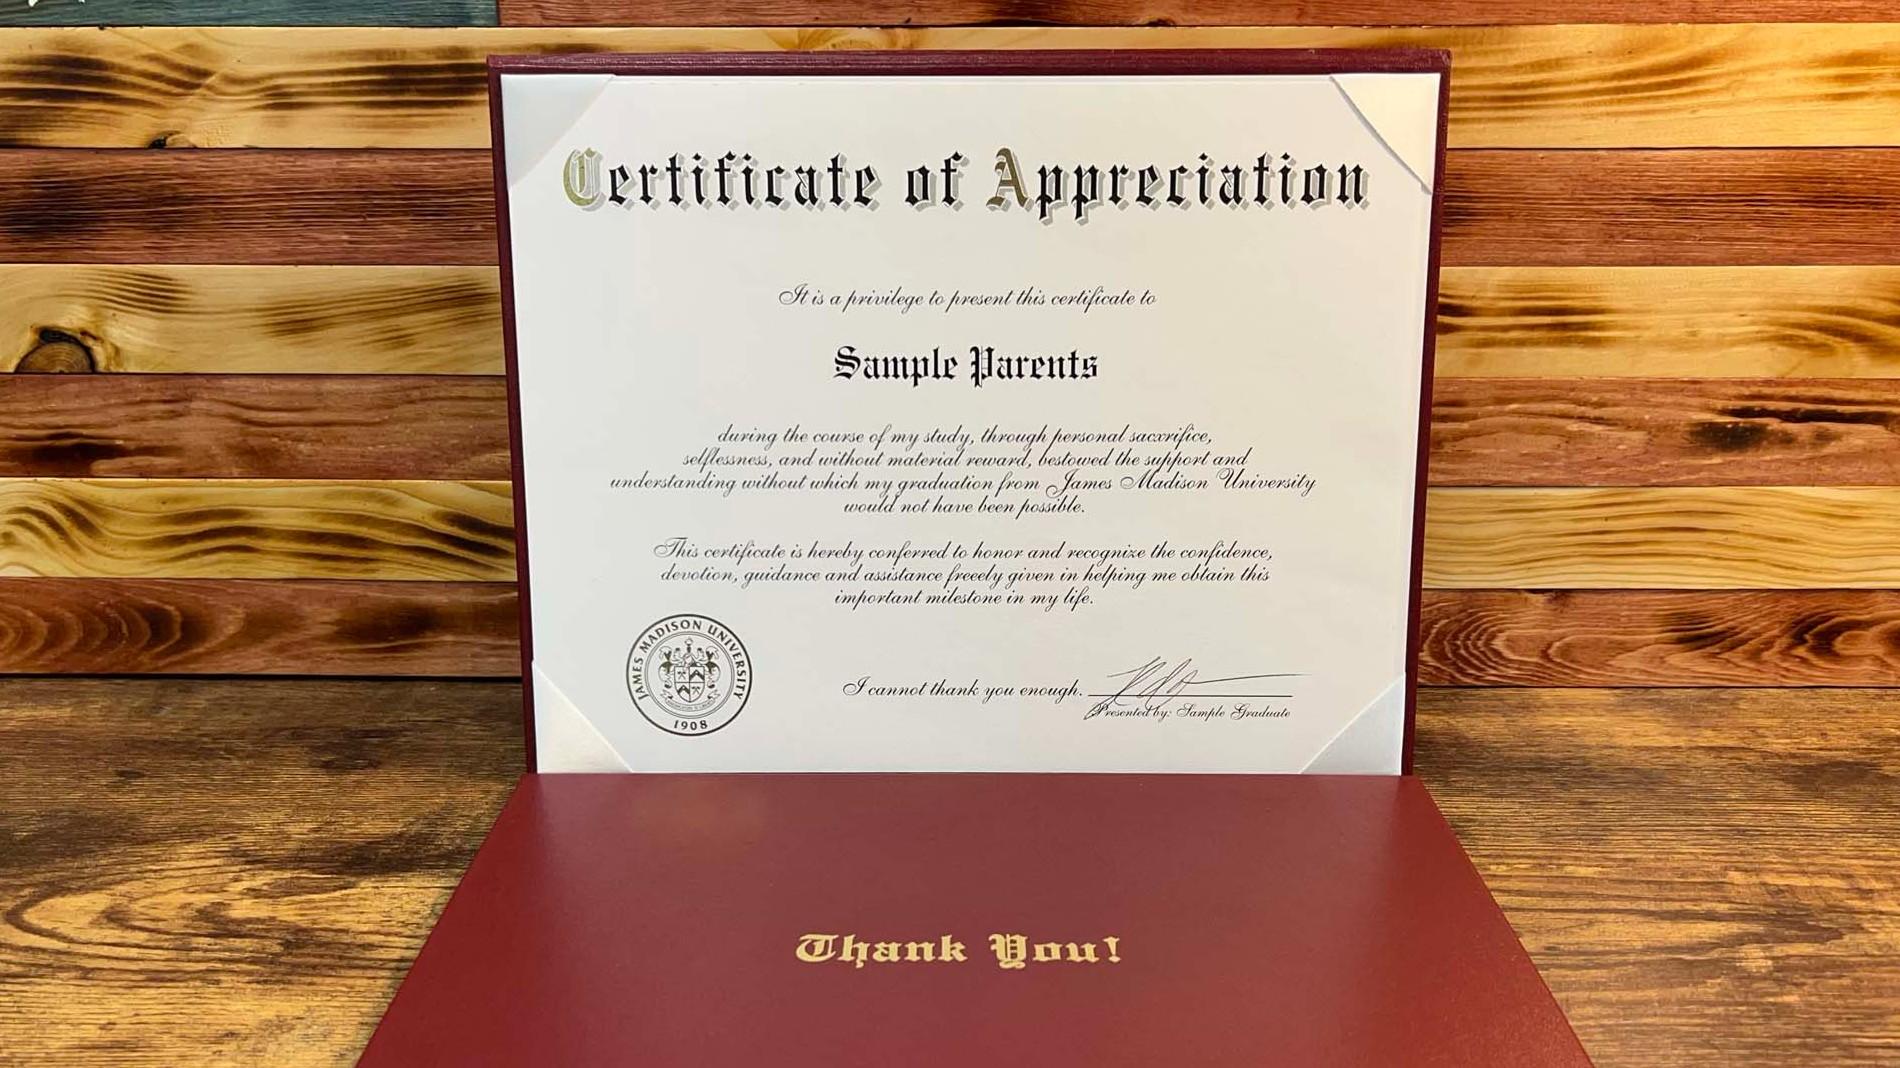 Certificate of Appreciation
It is a privilege to present this certificate to
Sample Parents
during the course of my study, through personal sacrifice,
selflessness, and without material reward, bestowed the support and
understanding without which my graduation from James Madison University
would not have been possible.
This certificate is hereby conferred to honor and recognize the confidence,
devotion, guidance and assistance freely given in helping me obtain this
important milestone in my life.
JAMES MADISON UNIVERSITY
1908
I cannot thank you enough.
Presented by: Sample Graduate
Thank You!